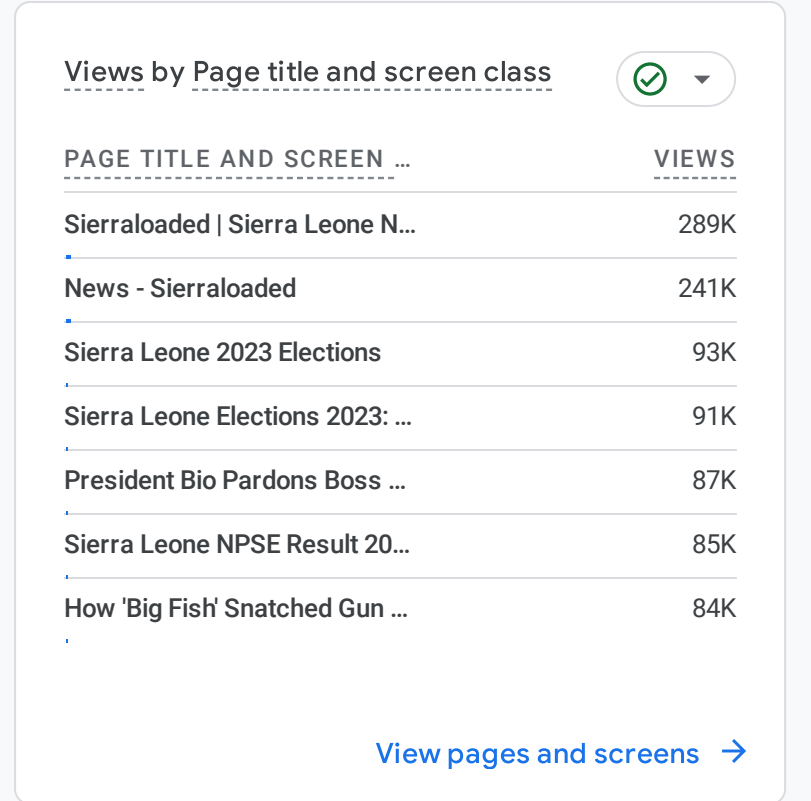 Views by Page title and screen class
PAGE TITLE AND SCREEN … VIEWS
Sierraloaded | Sierra Leone N… 289K
News - Sierraloaded 241K
Sierra Leone 2023 Elections 93K
Sierra Leone Elections 2023: … 91K
President Bio Pardons Boss … 87K
Sierra Leone NPSE Result 20… 85K
How 'Big Fish' Snatched Gun … 84K
View pages and screens